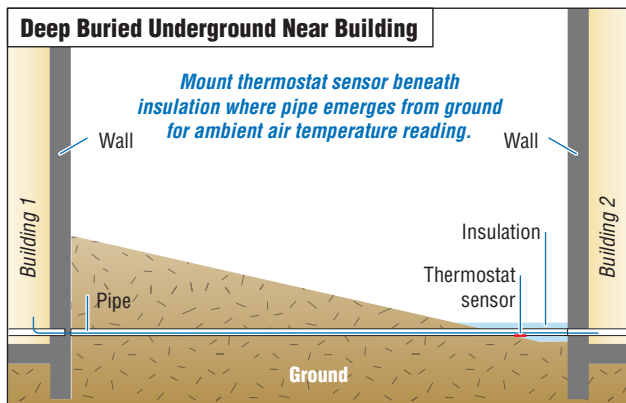 Deep Buried Underground Near Building
Mount thermostat sensor beneath
insulation where pipe emerges from ground
for ambient air temperature reading.
Wall
Wall
Building 1
Building 2
Insulation
Thermostat
sensor
Pipe
Ground